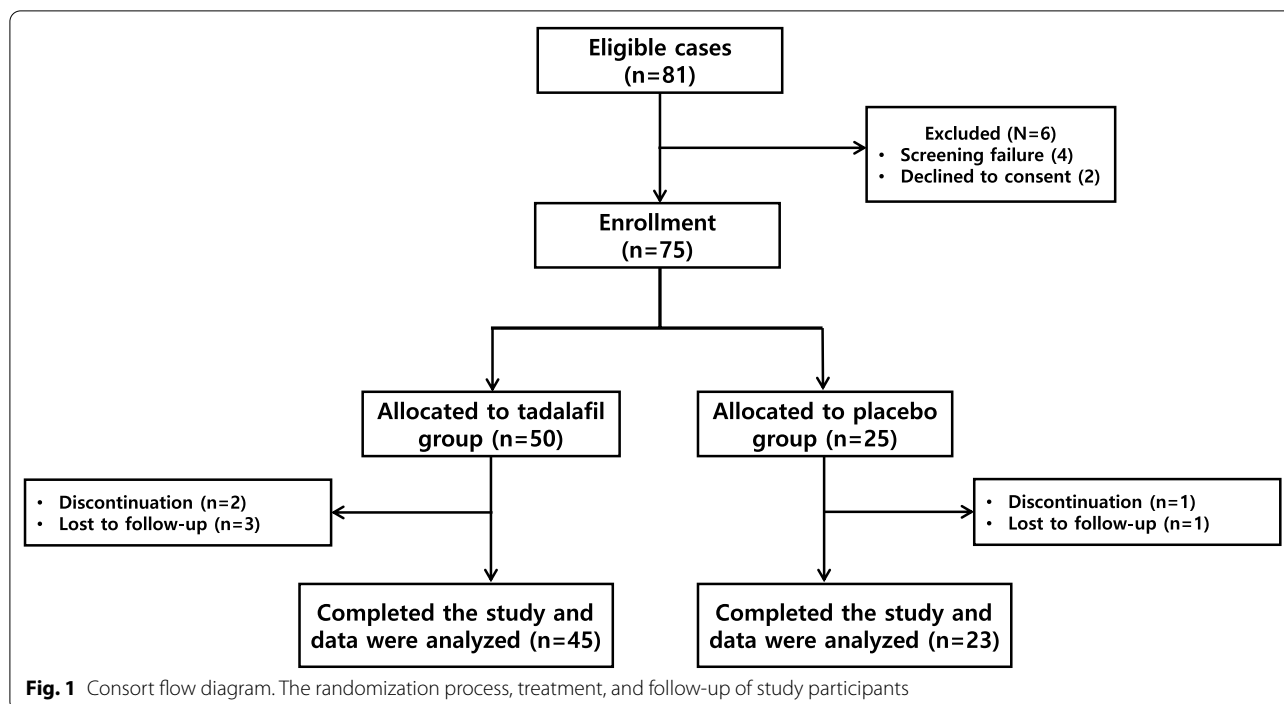 Eligible cases
(n=81)
Excluded (N=6)
• Screening failure (4)
• Declined to consent (2)
Enrollment
(n=75)
Allocated to tadalafil
group (n=50)
Allocated to placebo
group (n=25)
• Discontinuation (n=2)
• Lost to follow-up (n=3)
• Discontinuation (n=1)
• Lost to follow-up (n=1)
Completed the study and
data were analyzed (n=45)
Completed the study and
data were analyzed (n=23)
Fig. 1 Consort flow diagram. The randomization process, treatment, and follow-up of study participants